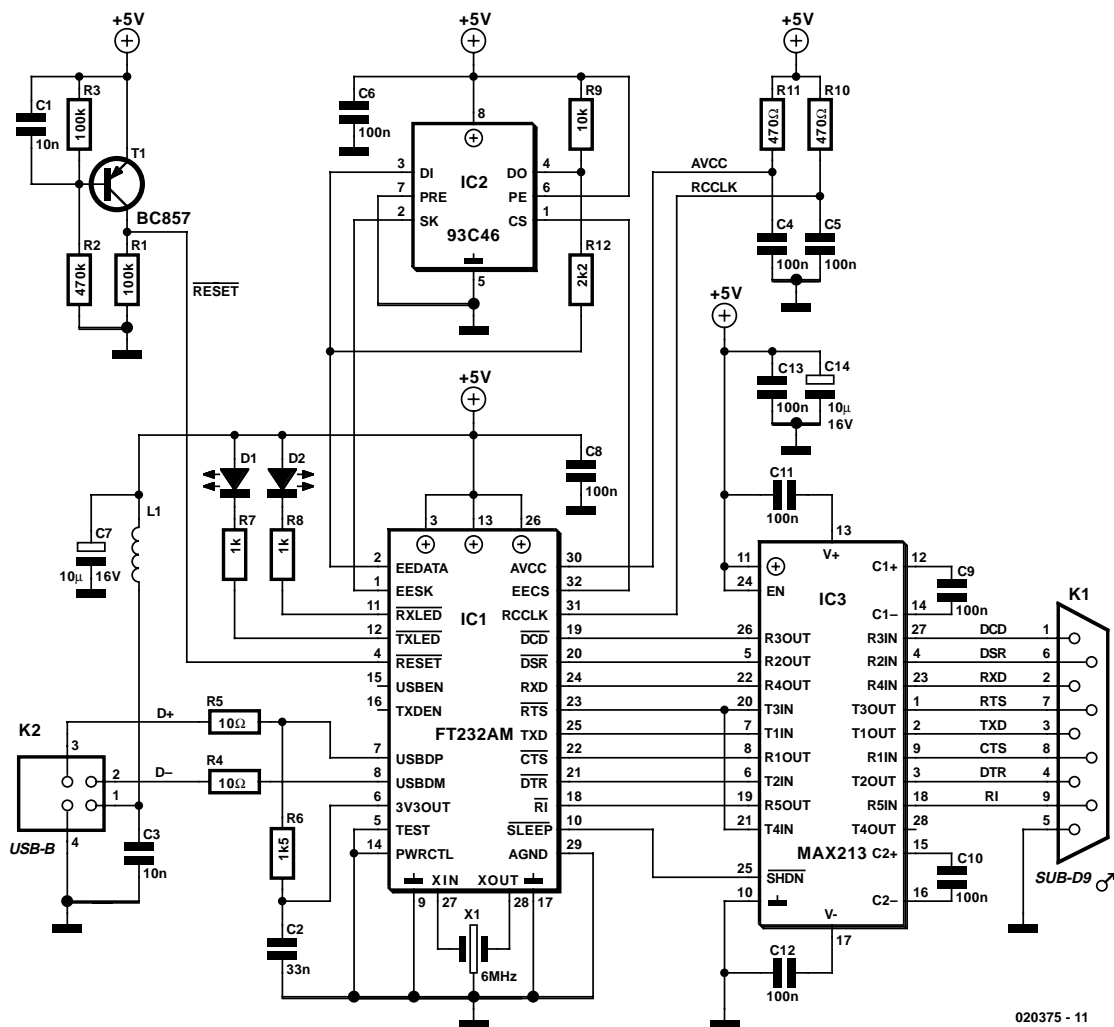 +5V
+5V
+5V
C1
10n
R3
100k
T1
BC857
R2
470k
R1
100k
RESET
C6
100n
8
R9
10k
3
DI
DO
4
7
PRE
IC2
PE
6
2
SK
CS
1
93C46
5
R12
2k2
AVCC
RCCLK
R11
470Ω
R10
470Ω
C4
100n
C5
100n
+5V
C13
100n
C14
10µ
16V
+5V
D1
D2
C8
100n
L1
C7
10µ
16V
R7
1k
R8
1k
3
13
26
2
EEDATA
AVCC
30
1
EESK
EECS
32
11
RXLED
IC1
RCCLK
31
12
TXLED
DCD
19
4
RESET
DSR
20
15
USBEN
RXD
24
16
TXDEN
RTS
23
FT232AM
TXD
25
7
USBDP
CTS
22
8
USBDM
DTR
21
6
3V3OUT
RI
18
5
TEST
SLEEP
10
14
PWRCTL
AGND
29
XIN
XOUT
9
27
28
17
X1
6MHz
K2
3
2
1
4
USB-B
D+
D–
R5
10Ω
R4
10Ω
R6
1k5
C3
10n
C2
33n
C11
100n
13
V+
11
C1+
12
24
EN
IC3
C1–
14
C9
100n
26
R3OUT
R3IN
27
DCD
1
5
R2OUT
R2IN
4
DSR
6
22
R4OUT
R4IN
23
RXD
2
20
T3IN
T3OUT
1
RTS
7
7
T1IN
T1OUT
2
TXD
3
8
R1OUT
R1IN
9
CTS
8
6
T2IN
T2OUT
3
DTR
4
19
R5OUT
R5IN
18
RI
9
21
T4IN
T4OUT
28
5
MAX213
C2+
15
25
SHDN
C10
100n
10
C2–
16
V-
17
C12
100n
K1
SUB-D9 ♂
020375 - 11